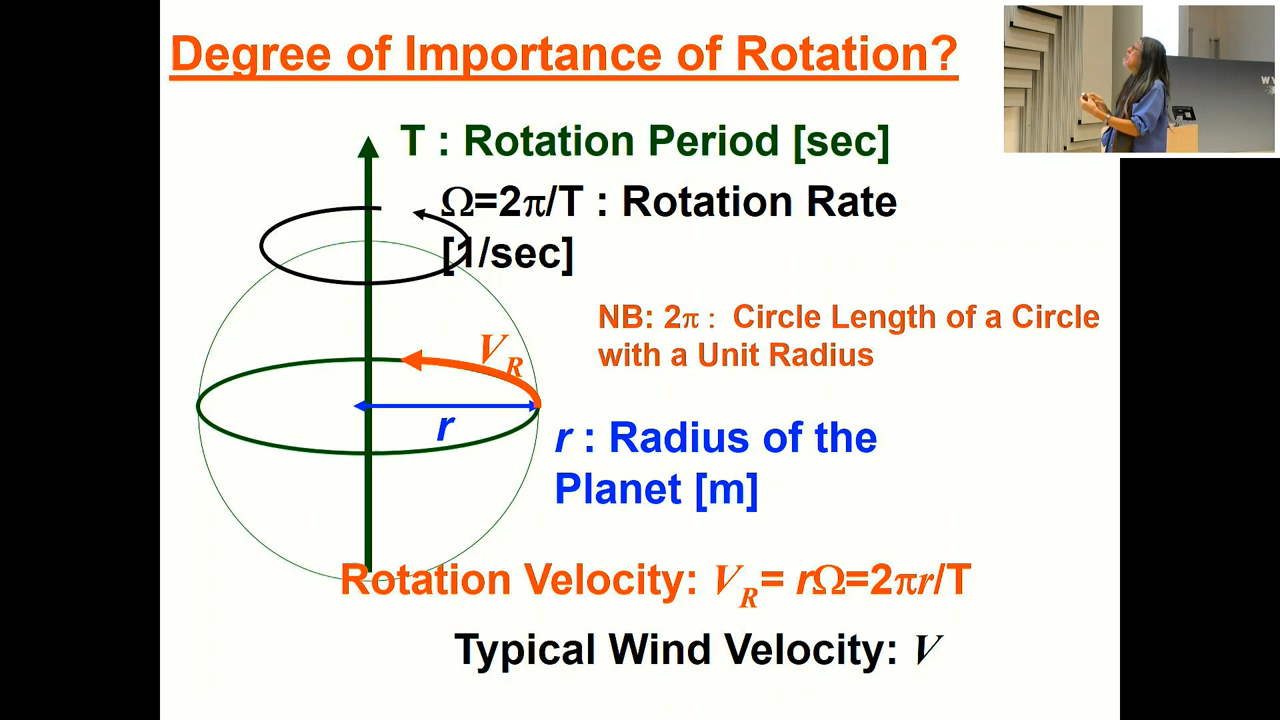 Degree of Importance of Rotation?
T : Rotation Period [sec]
Ω=2π/T : Rotation Rate
[1/sec]
NB: 2π : Circle Length of a Circle
with a Unit Radius
V_R
r
r : Radius of the
Planet [m]
Rotation Velocity: V_R= rΩ=2πr/T
Typical Wind Velocity: V